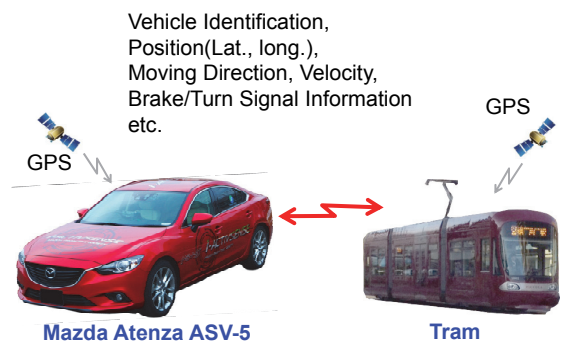 Vehicle Identification,
Position(Lat., long.),
Moving Direction, Velocity,
Brake/Turn Signal Information
etc.
GPS
GPS
Mazda Atenza ASV-5
Tram